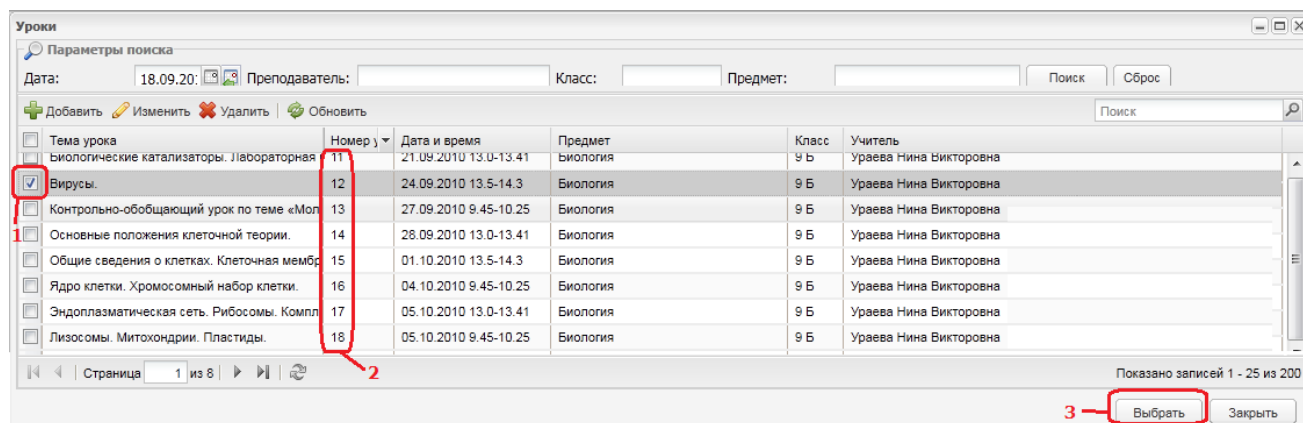 Уроки
Параметры поиска
Дата: 18.09.20: Преподаватель: Класс: Предмет: Поиск Сброс
Добавить Изменить Удалить Обновить Поиск
Тема урока Номер у Дата и время Предмет Класс Учитель
Биологические катализаторы. Лабораторная 11 21.09.2010 13.0-13.41 Биология 9 Б Ураева Нина Викторовна
Вирусы. 12 24.09.2010 13.5-14.3 Биология 9 Б Ураева Нина Викторовна
Контрольно-обобщающий урок по теме «Мол 13 27.09.2010 9.45-10.25 Биология 9 Б Ураева Нина Викторовна
1 Основные положения клеточной теории. 14 28.09.2010 13.0-13.41 Биология 9 Б Ураева Нина Викторовна
Общие сведения о клетках. Клеточная мембр 15 01.10.2010 13.5-14.3 Биология 9 Б Ураева Нина Викторовна
Ядро клетки. Хромосомный набор клетки. 16 04.10.2010 9.45-10.25 Биология 9 Б Ураева Нина Викторовна
Эндоплазматическая сеть. Рибосомы. Компл 17 05.10.2010 13.0-13.41 Биология 9 Б Ураева Нина Викторовна
Лизосомы. Митохондрии. Пластиды. 18 05.10.2010 9.45-10.25 Биология 9 Б Ураева Нина Викторовна
Страница 1 из 8 2 Показано записей 1 - 25 из 200
3 Выбрать Закрыть